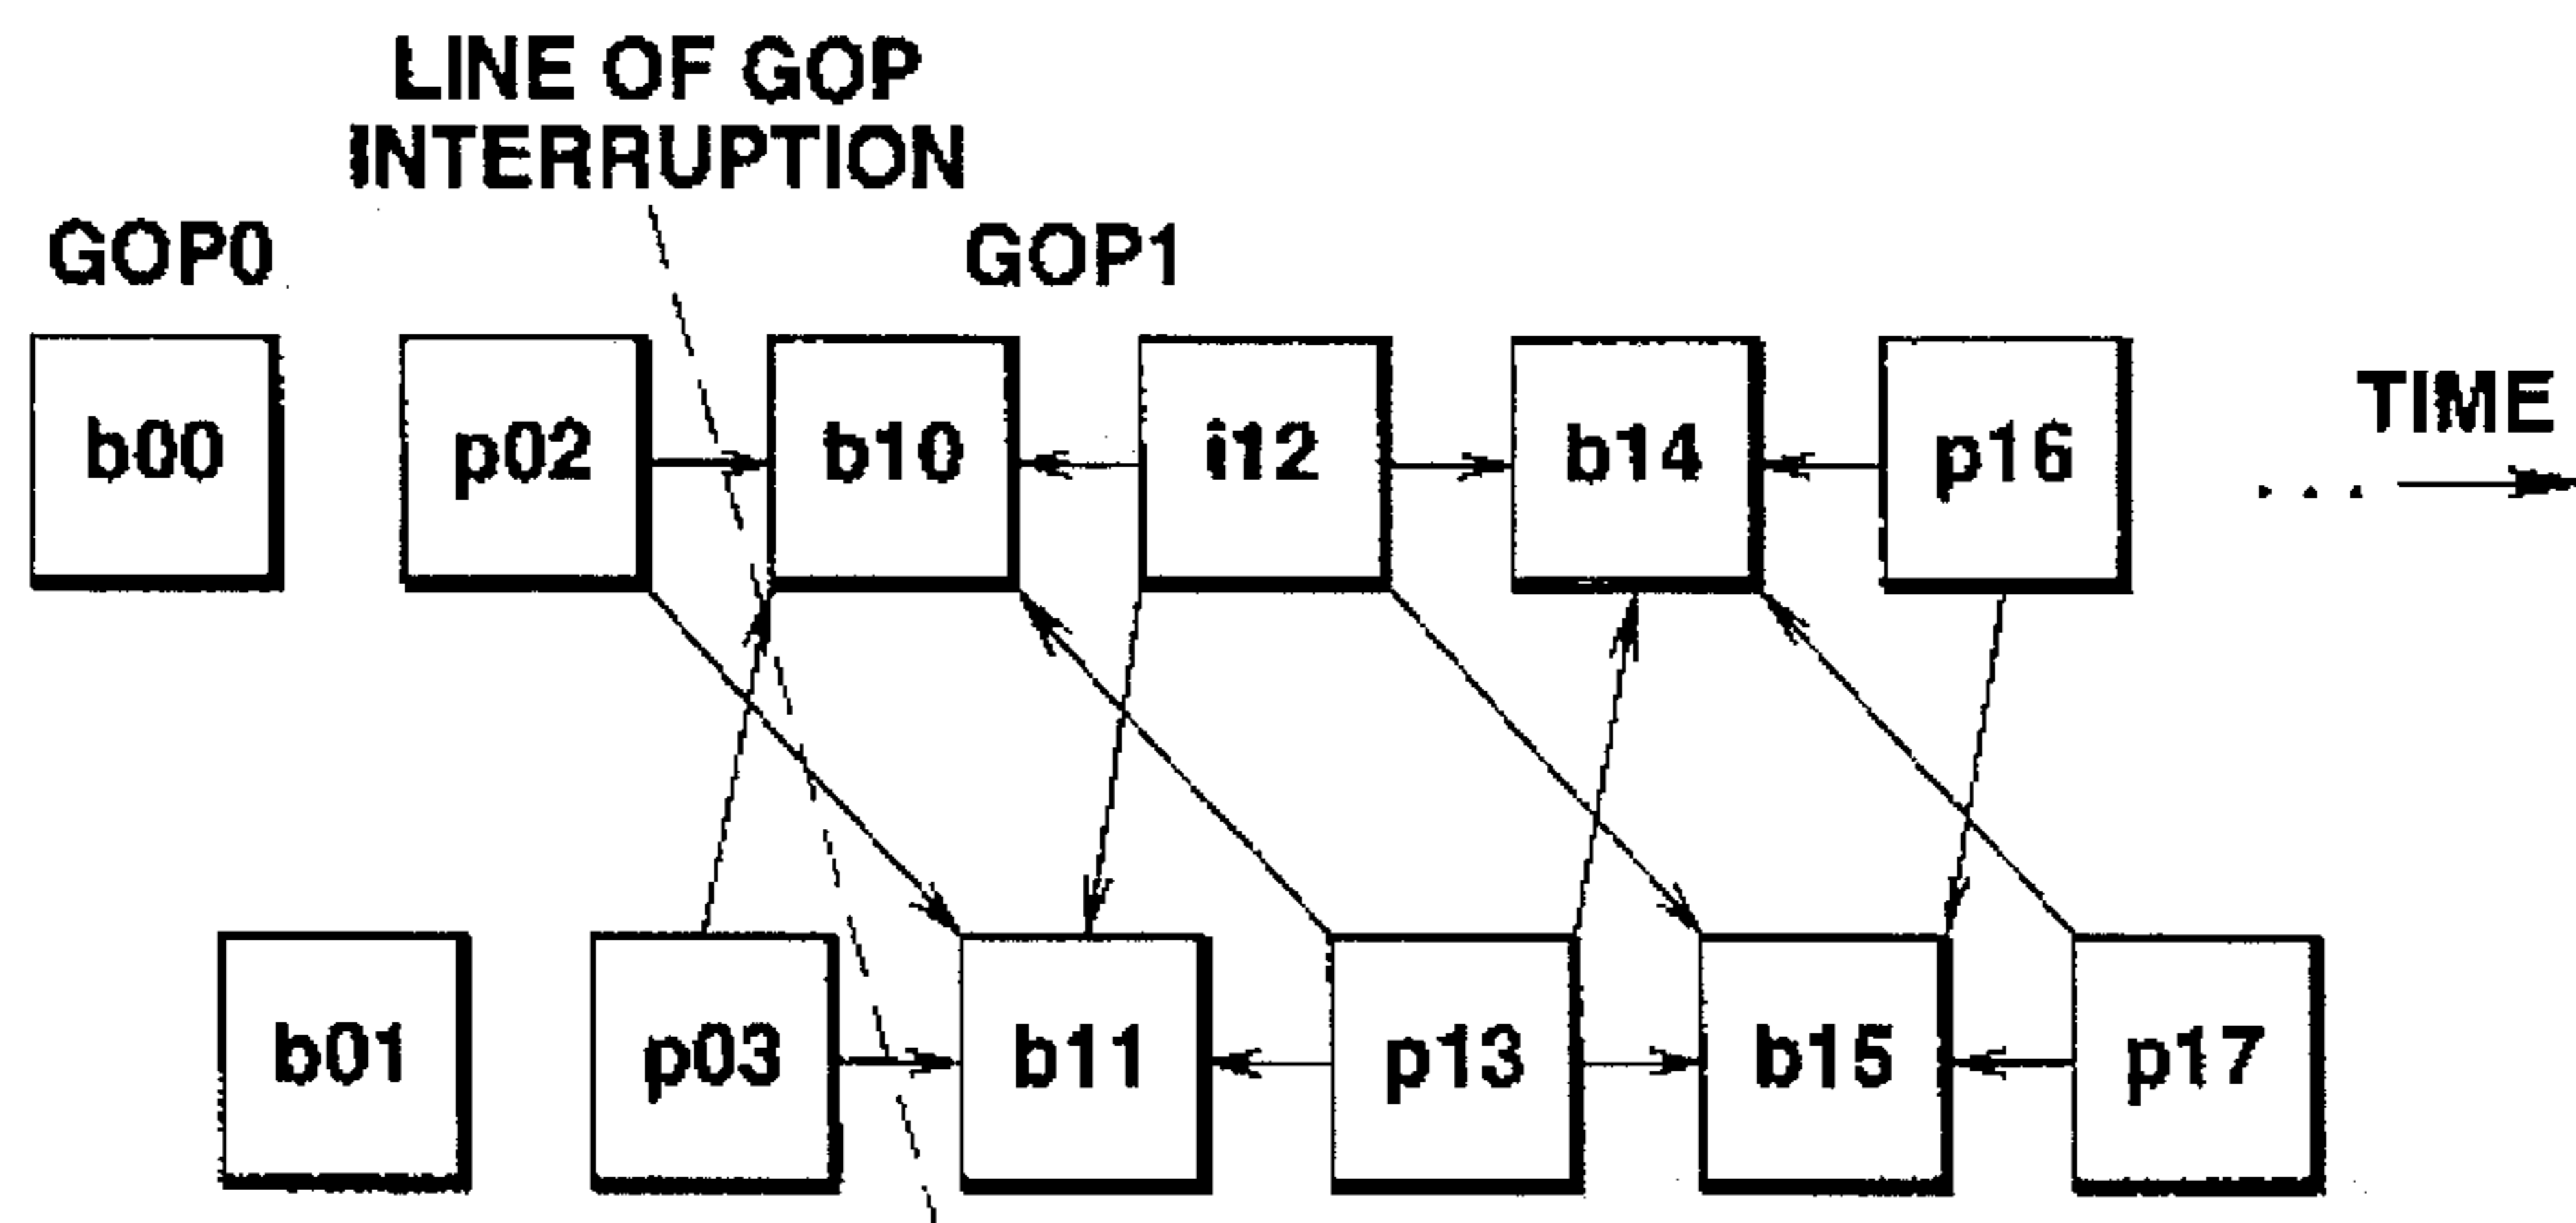 LINE OF GOP
INTERRUPTION
GOP0
GOP1
b00
p02
b10
i12
b14
p16
TIME
. . .
b01
p03
b11
p13
b15
p17